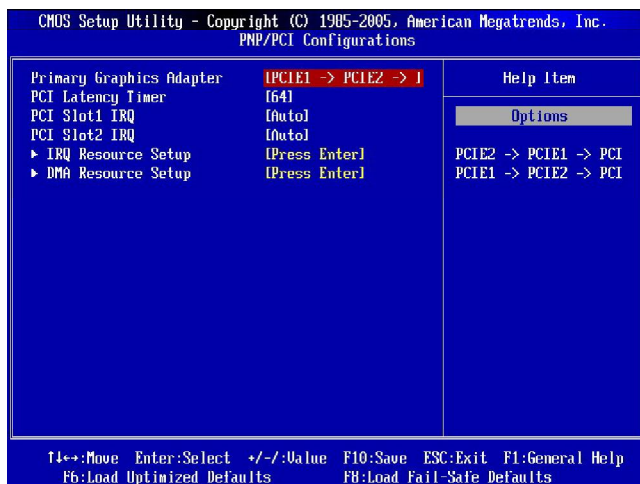 CMOS Setup Utility - Copyright (C) 1985-2005, American Megatrends, Inc.
PNP/PCI Configurations
Primary Graphics Adapter [PCIE1 -> PCIE2 -> ]
PCI Latency Timer [64]
PCI Slot1 IRQ [Auto]
PCI Slot2 IRQ [Auto]
► IRQ Resource Setup [Press Enter]
► DMA Resource Setup [Press Enter]
Help Item
Options
PCIE2 -> PCIE1 -> PCI
PCIE1 -> PCIE2 -> PCI
↑↓←→:Move Enter:Select +/-/:Value F10:Save ESC:Exit F1:General Help
F6:Load Optimized Defaults F8:Load Fail-Safe Defaults